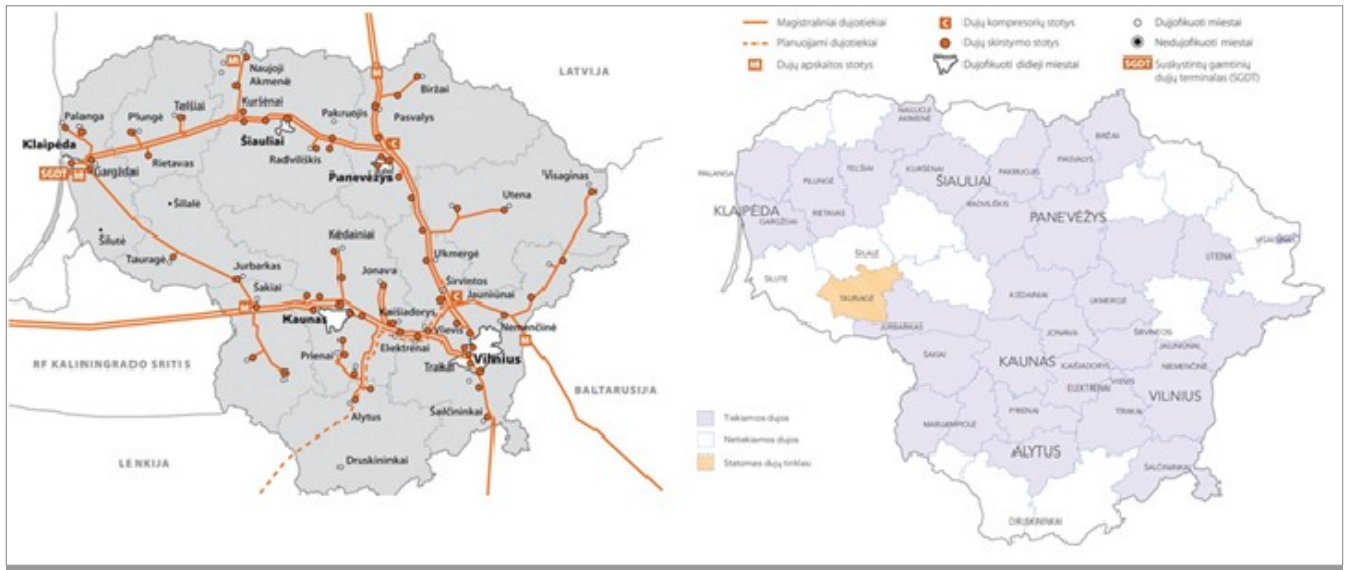 Naujoji
Akmenė
LATVIJA
Biržai
Palanga
Plungė
Telšiai
Kuršėnai
Pakruojis
Pasvalys
Klaipėda
Šiauliai
Radviliškis
Rietavas
SGDT
M
Gargždai
Panevėžys
C
Visaginas
Utena
Šilalė
Šilutė
Tauragė
Kėdainiai
Ukmergė
Jurbarkas
Jonava
Širvintos
Šakiai
Jauniūnai
C
M
Kaunas
Kaišiadorys
Vievis
Nemenčinė
M
Elektrėnai
RF KALININGRADO SRITIS
Prienai
Vilnius
Trakai
BALTARUSIJA
Alytus
Šalčininkai
LENKIJA
Druskininkai
Magistraliniai dujotiekiai
C Dujų kompresorių stotys
Dujofikuoti miestai
Planuojami dujotiekiai
Dujų skirstymo stotys
Nedujofikuoti miestai
M Dujų apskaitos stotys
Dujofikuoti didieji miestai
SGDT Suskystintų gamtinių
dujų terminalas (SGDT)
NAUJOJI
AKMENĖ
BIRŽAI
PALANGA
PLUNGĖ
TELŠIAI
KURŠĖNAI
ŠIAULIAI
PAKRUOJIS
PASVALYS
RADVILIŠKIS
KLAIPĖDA
GARGŽDAI
RIETAVAS
PANEVĖŽYS
VISAGINAS
UTENA
ŠILALĖ
ŠILUTĖ
TAURAGĖ
KĖDAINIAI
UKMERGĖ
JURBARKAS
JONAVA
ŠIRVINTOS
JAUNIŪNAI
ŠAKIAI
KAUNAS
KAIŠIADORYS
NEMENČINĖ
ELEKTRĖNAI
VIEVIS
VILNIUS
MARIJAMPOLĖ
PRIENAI
TRAKAI
ALYTUS
ŠALČININKAI
DRUSKININKAI
Tiekiamos dujos
Netiekiamos dujos
Statomas dujų tinklas